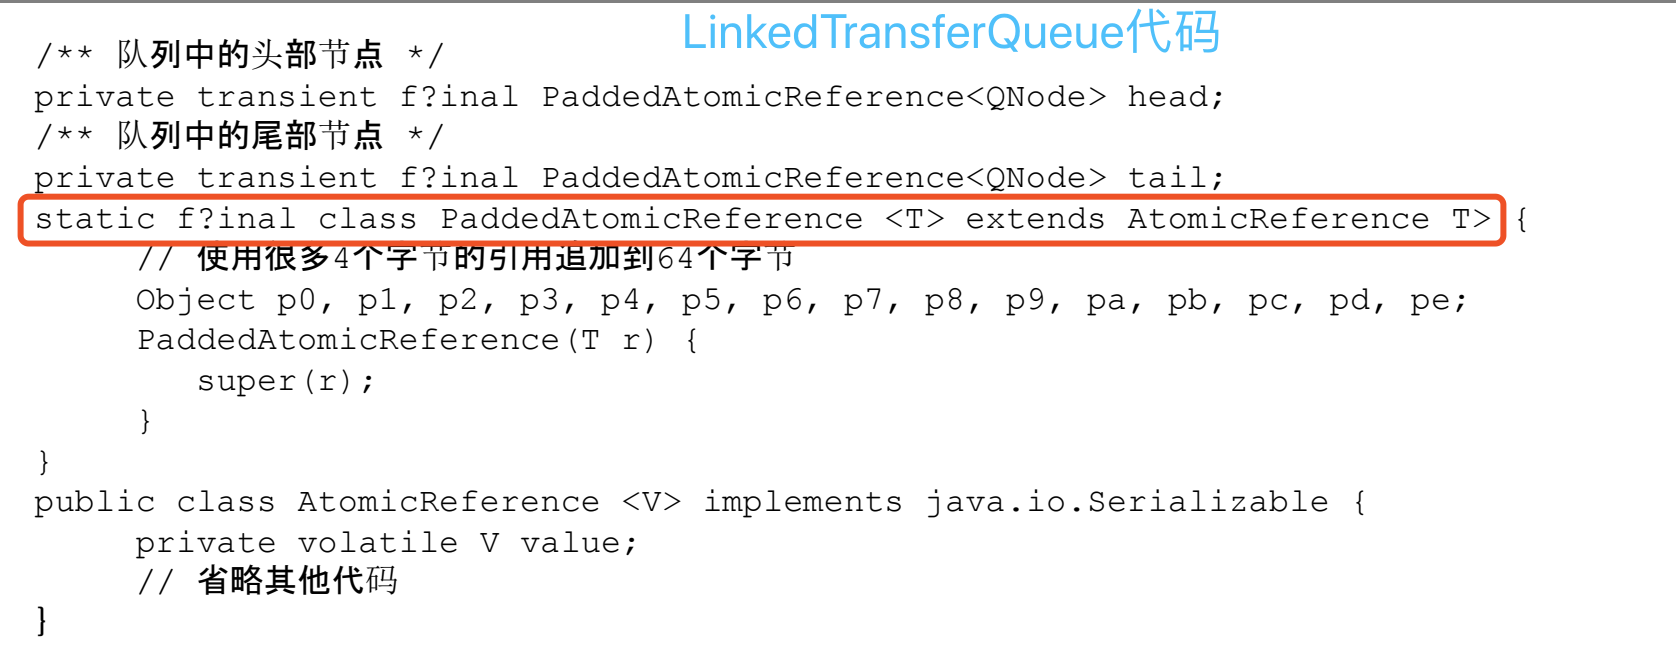 LinkedTransferQueue代码
/** 队列中的头部节点 */
private transient f?inal PaddedAtomicReference<QNode> head;
/** 队列中的尾部节点 */
private transient f?inal PaddedAtomicReference<QNode> tail;
static f?inal class PaddedAtomicReference <T> extends AtomicReference T> {
// 使用很多4个字节的引用追加到64个字节
Object p0, p1, p2, p3, p4, p5, p6, p7, p8, p9, pa, pb, pc, pd, pe;
PaddedAtomicReference(T r) {
super(r);
}
}
public class AtomicReference <V> implements java.io.Serializable {
private volatile V value;
// 省略其他代码
}